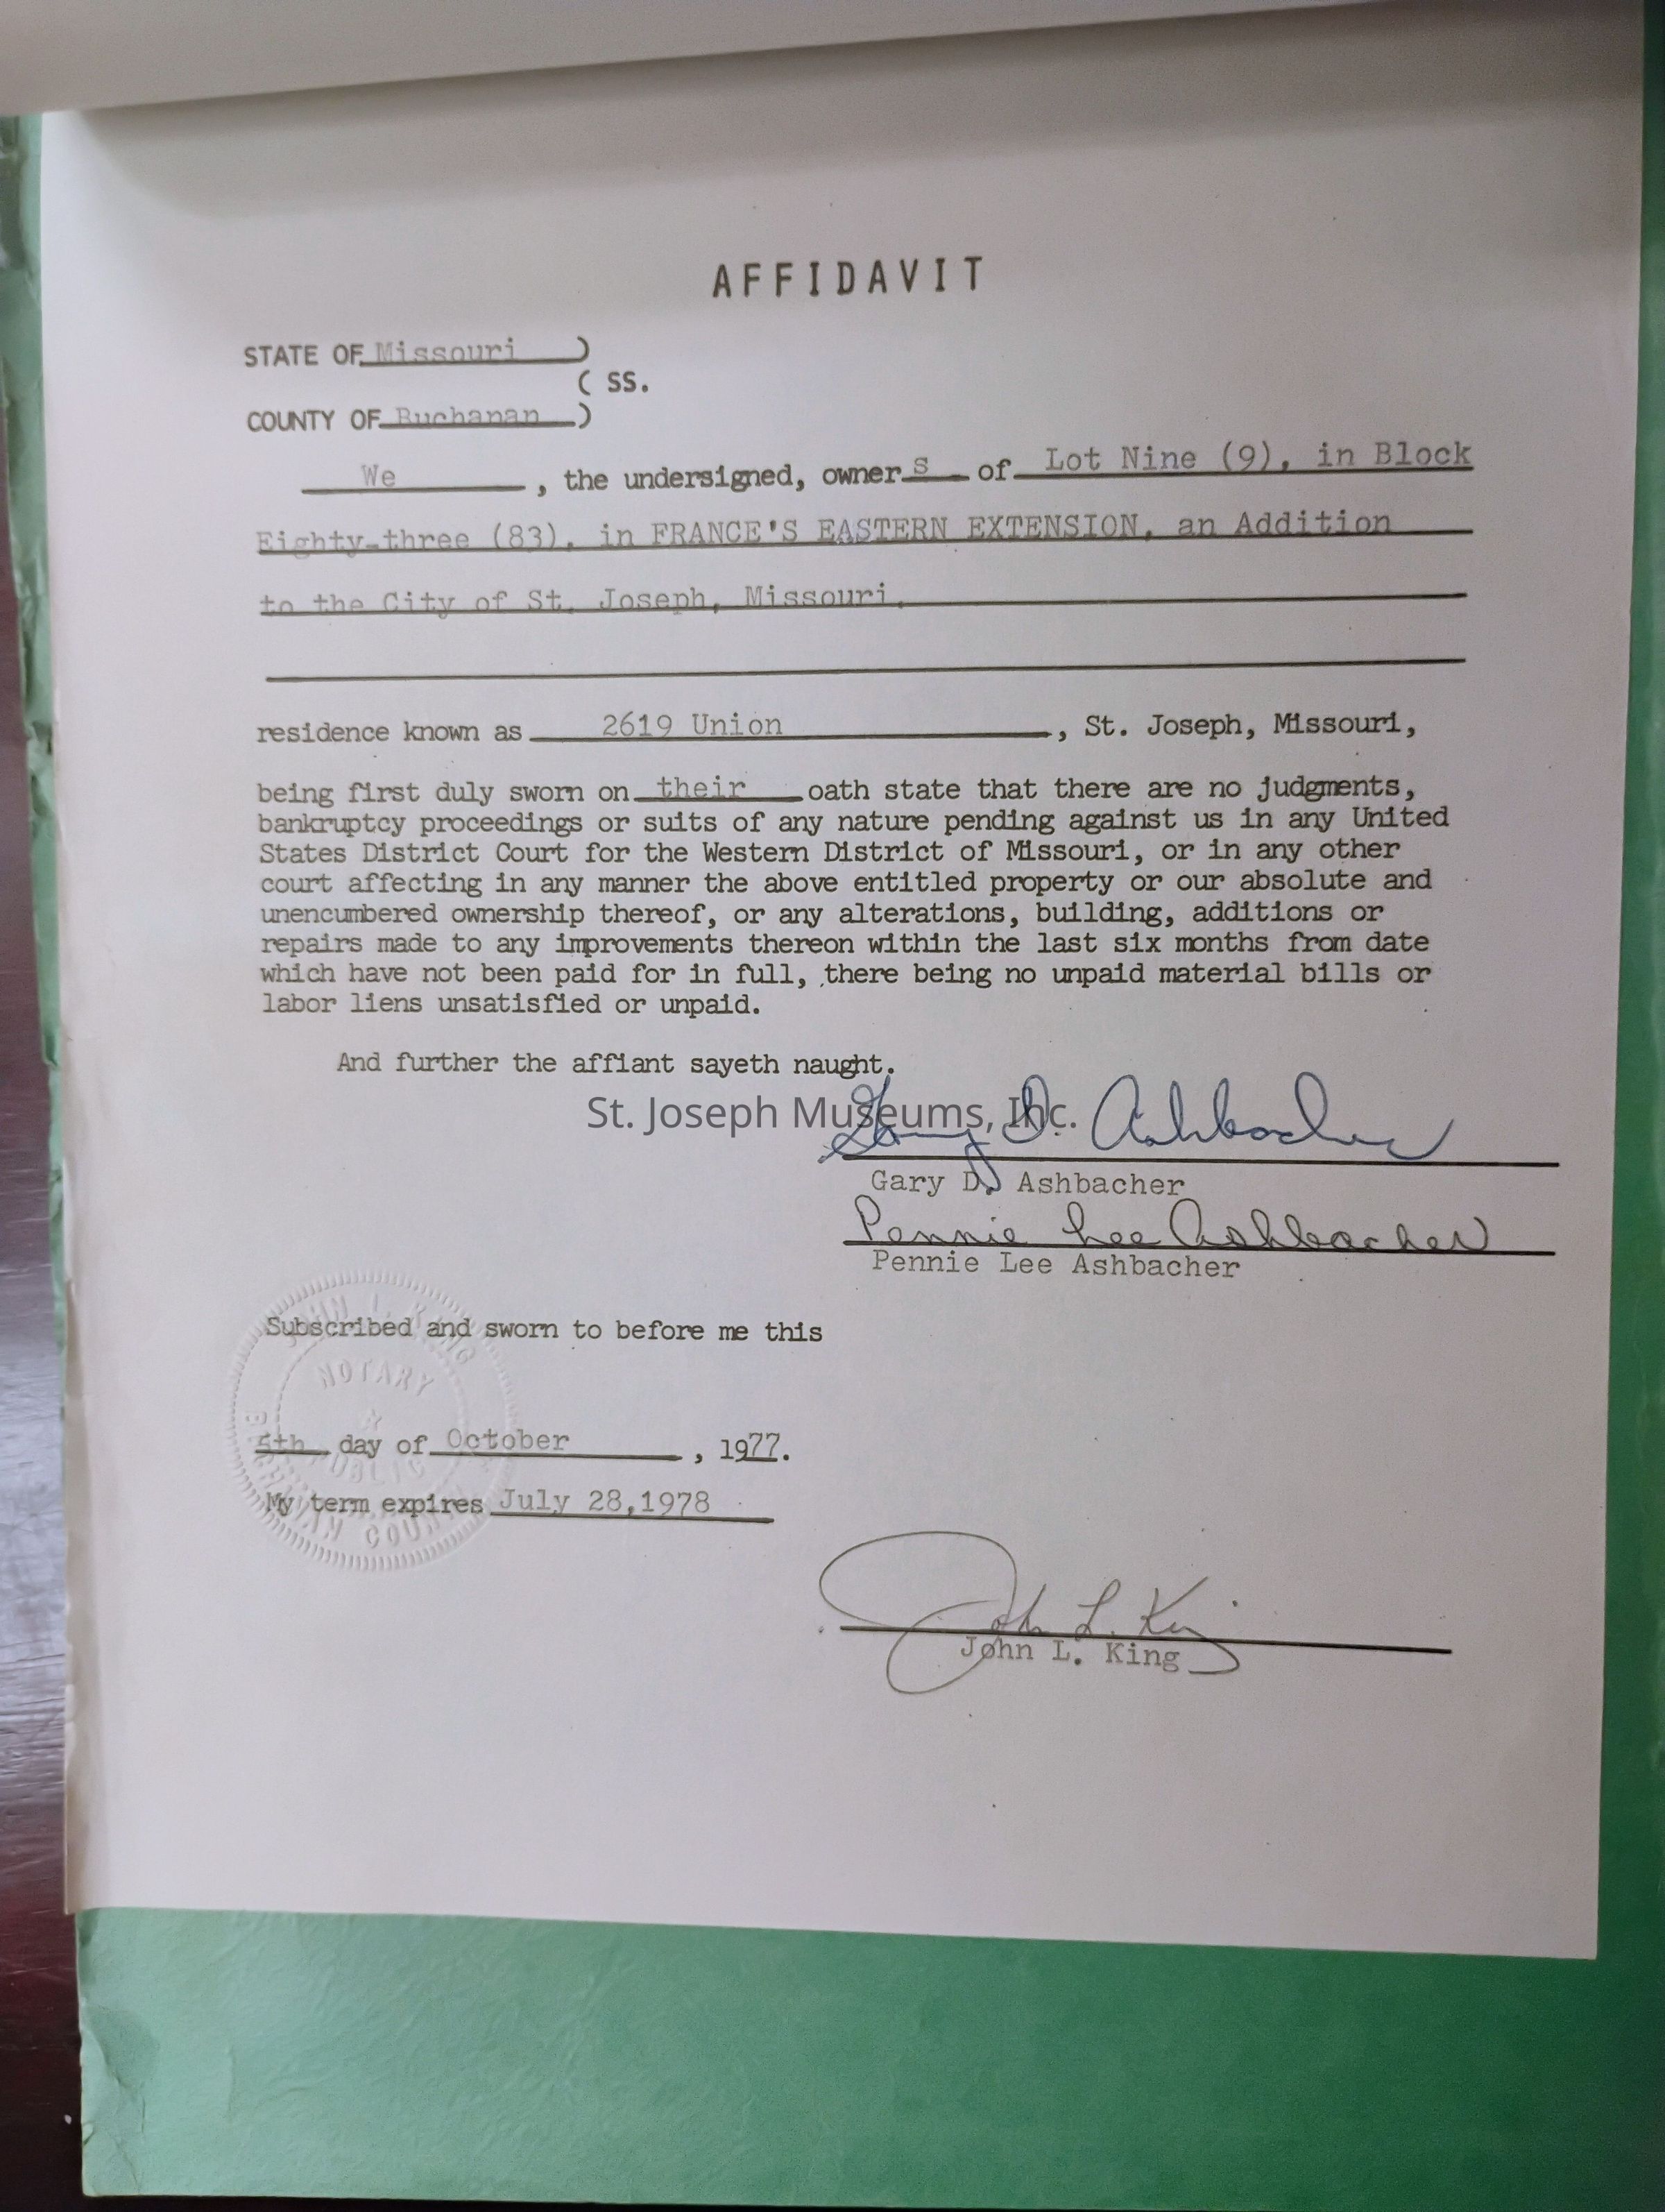 AFFIDAVIT
STATE OF Missouri )
( SS.
COUNTY OF Buchanan )
We , the undersigned, owner s of Lot Nine (9), in Block
Eighty-three (83), in FRANCE'S EASTERN EXTENSION, an Addition
to the City of St. Joseph, Missouri.
residence known as 2619 Union , St. Joseph, Missouri,
being first duly sworn on their oath state that there are no judgments,
bankruptcy proceedings or suits of any nature pending against us in any United
States District Court for the Western District of Missouri, or in any other
court affecting in any manner the above entitled property or our absolute and
unencumbered ownership thereof, or any alterations, building, additions or
repairs made to any improvements thereon within the last six months from date
which have not been paid for in full, there being no unpaid material bills or
labor liens unsatisfied or unpaid.
And further the affiant sayeth naught.
St. Joseph Museums, Inc.
Gary D. Ashbacher
Gary D. Ashbacher
Pennie Lee Ashbacher
Pennie Lee Ashbacher
JOHN L. KING
Subscribed and sworn to before me this
NOTARY
5th day of October , 1977.
PUBLIC
My term expires July 28,1978
BUCHANAN COUNTY
John L. King
John L. King